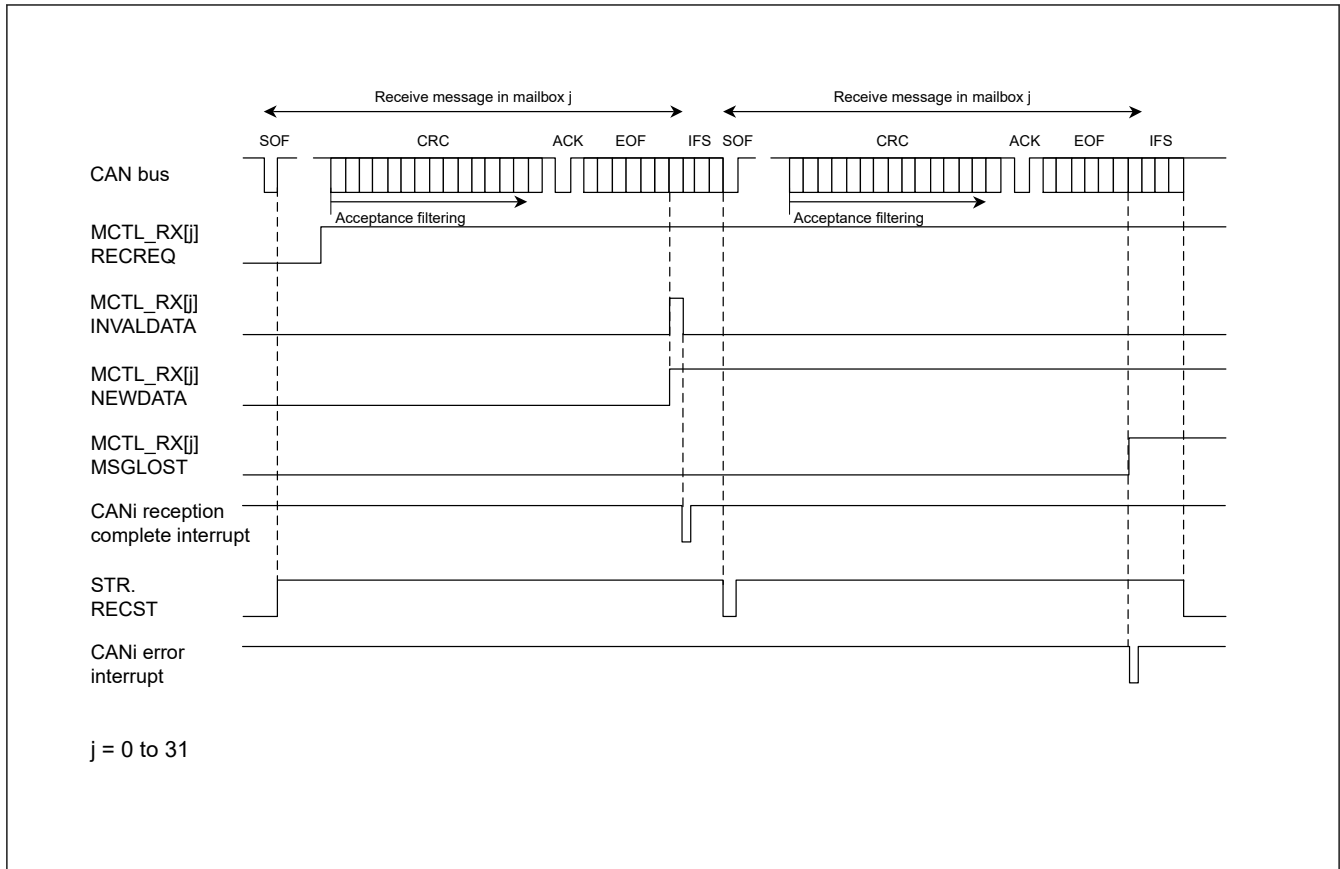 Receive message in mailbox j Receive message in mailbox j
SOF CRC ACK EOF IFS SOF CRC ACK EOF IFS
CAN bus
Acceptance filtering Acceptance filtering
MCTL_RX[j]
RECREQ
MCTL_RX[j]
INVALDATA
MCTL_RX[j]
NEWDATA
MCTL_RX[j]
MSGLOST
CANi reception
complete interrupt
STR.
RECST
CANi error
interrupt
j = 0 to 31